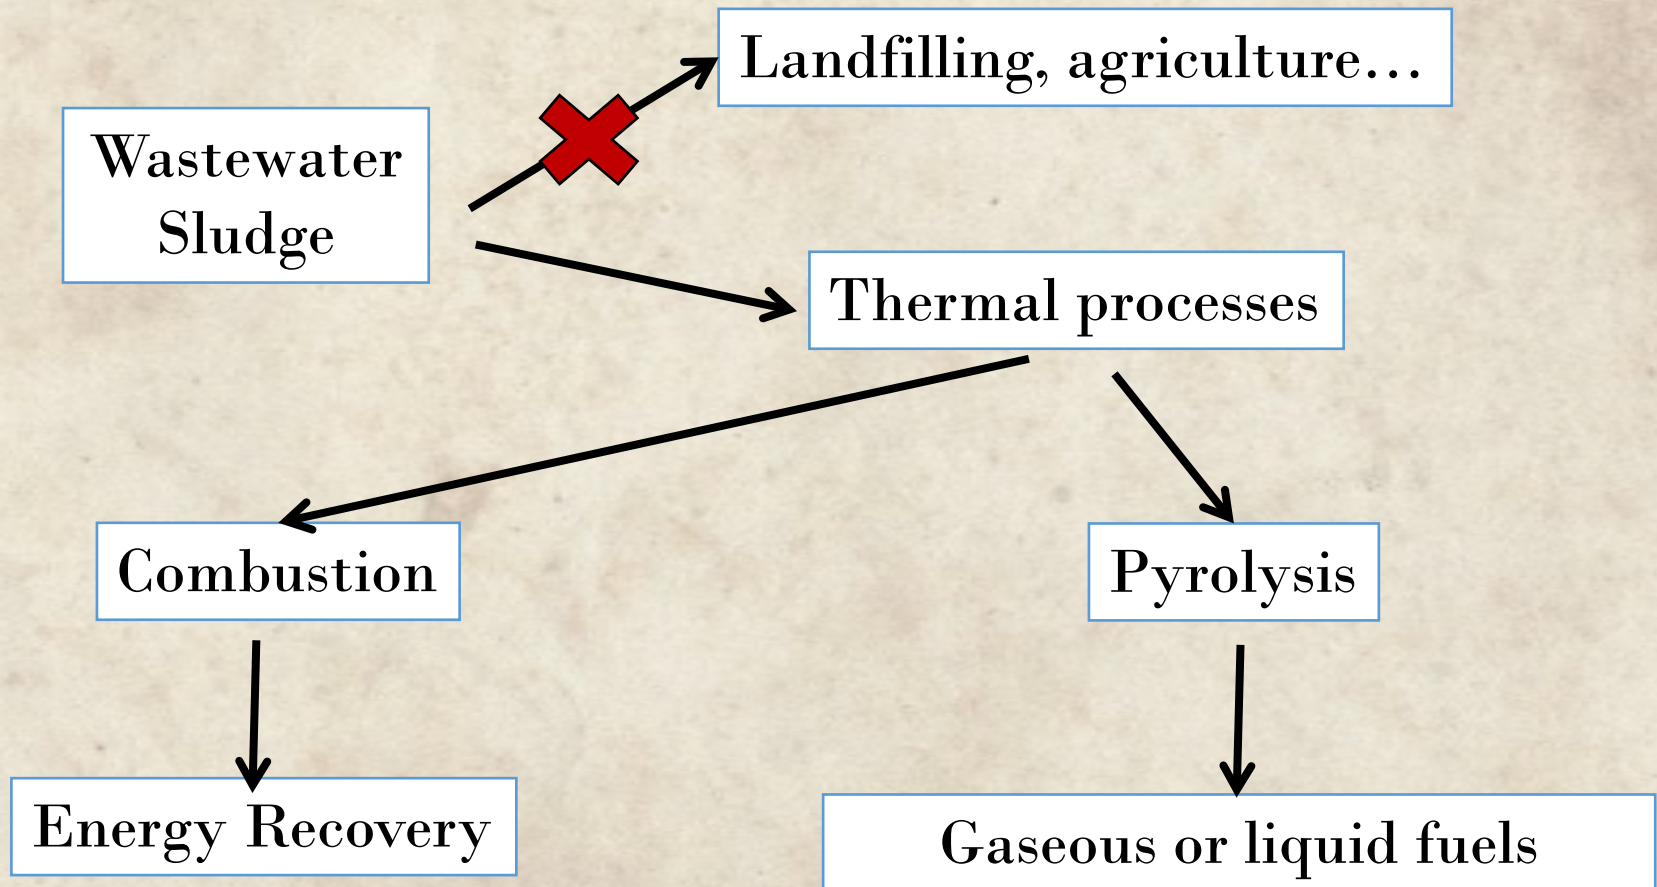 Landfilling, agriculture…
Wastewater
Sludge
Thermal processes
Combustion
Pyrolysis
Energy Recovery
Gaseous or liquid fuels